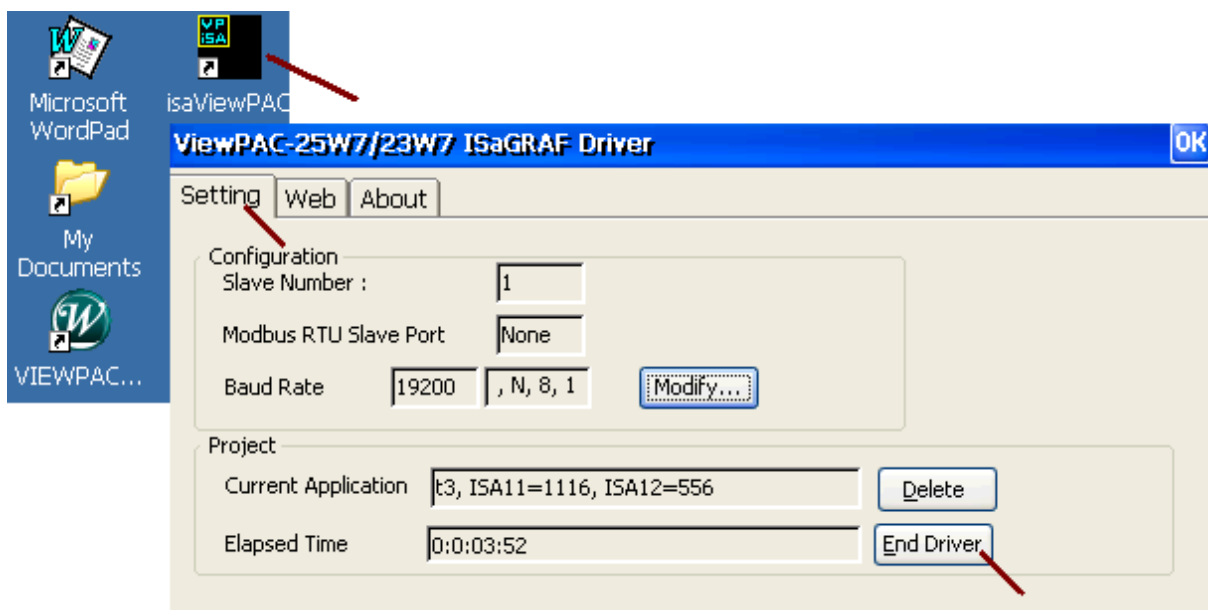 VP
iSA
Microsoft
WordPad
isaViewPAC
My
Documents
VIEWPAC...
ViewPAC-25W7/23W7 ISaGRAF Driver
OK
Setting
Web
About
Configuration
Slave Number :
1
Modbus RTU Slave Port
None
Baud Rate
19200
, N, 8, 1
Modify...
Project
Current Application
t3, ISA11=1116, ISA12=556
Delete
Elapsed Time
0:0:03:52
End Driver